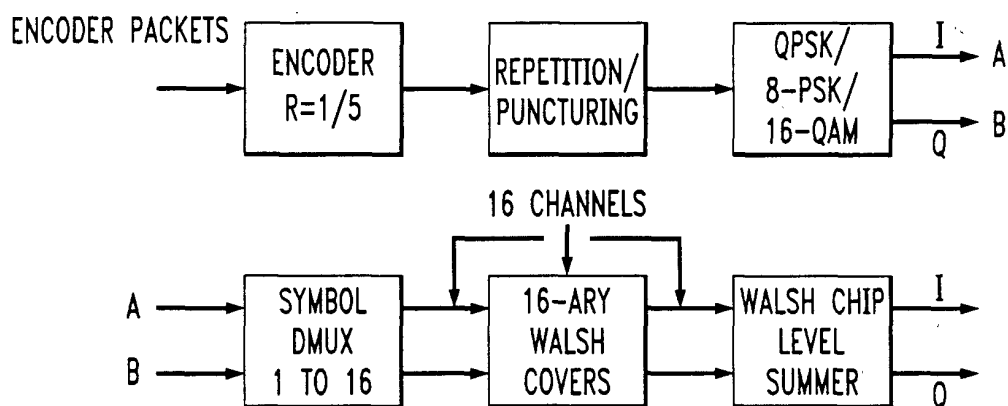 ENCODER PACKETS
ENCODER
R=1/5
REPETITION/
PUNCTURING
QPSK/
8-PSK/
16-QAM
I
A
Q
B
16 CHANNELS
A
B
SYMBOL
DMUX
1 TO 16
16-ARY
WALSH
COVERS
WALSH CHIP
LEVEL
SUMMER
I
Q